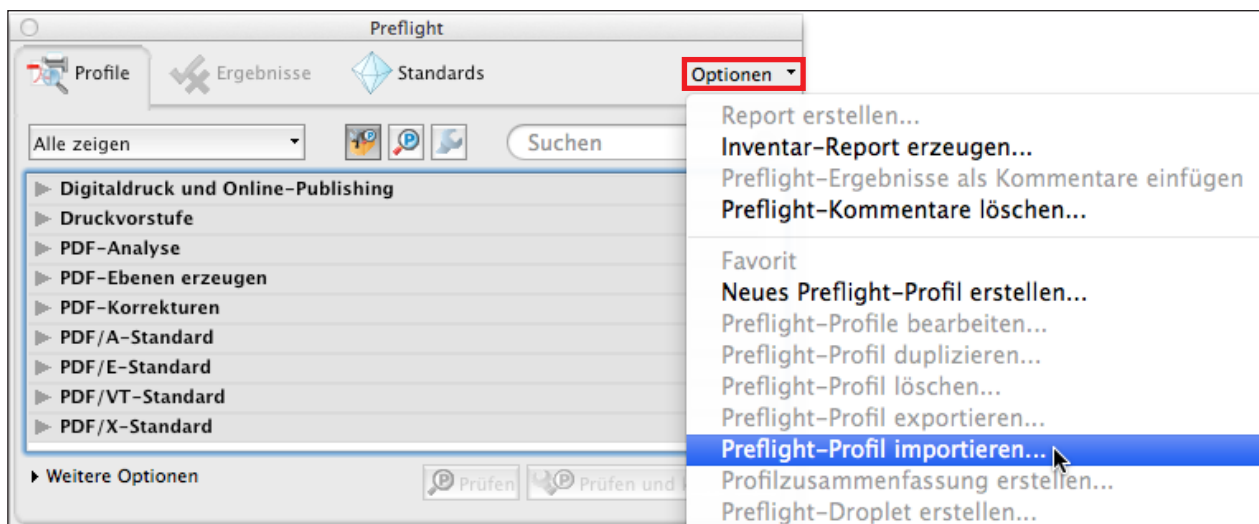 Preflight
Profile
Ergebnisse
Standards
Optionen
Alle zeigen
Suchen
Digitaldruck und Online-Publishing
Druckvorstufe
PDF-Analyse
PDF-Ebenen erzeugen
PDF-Korrekturen
PDF/A-Standard
PDF/E-Standard
PDF/VT-Standard
PDF/X-Standard
Weitere Optionen
Prüfen
Prüfen und
Report erstellen...
Inventar-Report erzeugen...
Preflight-Ergebnisse als Kommentare einfügen
Preflight-Kommentare löschen...
Favorit
Neues Preflight-Profil erstellen...
Preflight-Profile bearbeiten...
Preflight-Profil duplizieren...
Preflight-Profil löschen...
Preflight-Profil exportieren...
Preflight-Profil importieren...
Profilzusammenfassung erstellen...
Preflight-Droplet erstellen...